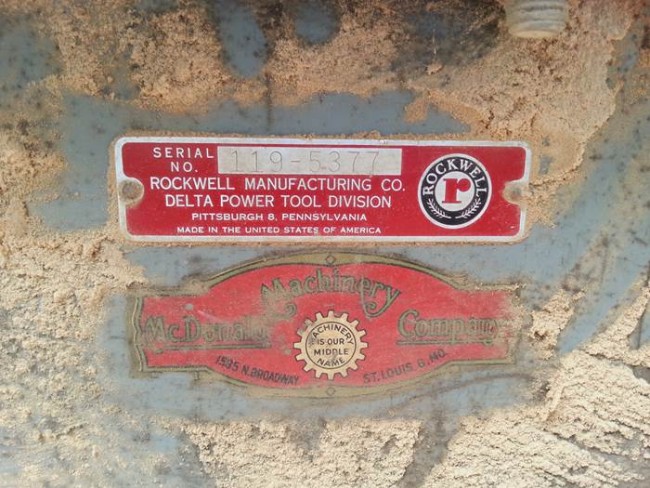 SERIAL NO. 119-5377
ROCKWELL MANUFACTURING CO.
DELTA POWER TOOL DIVISION
PITTSBURGH 8, PENNSYLVANIA
MADE IN THE UNITED STATES OF AMERICA
ROCKWELL
r
Machinery
McDonald Company
MACHINERY
IS OUR
MIDDLE
NAME
1535 N. BROADWAY ST. LOUIS 6, MO.